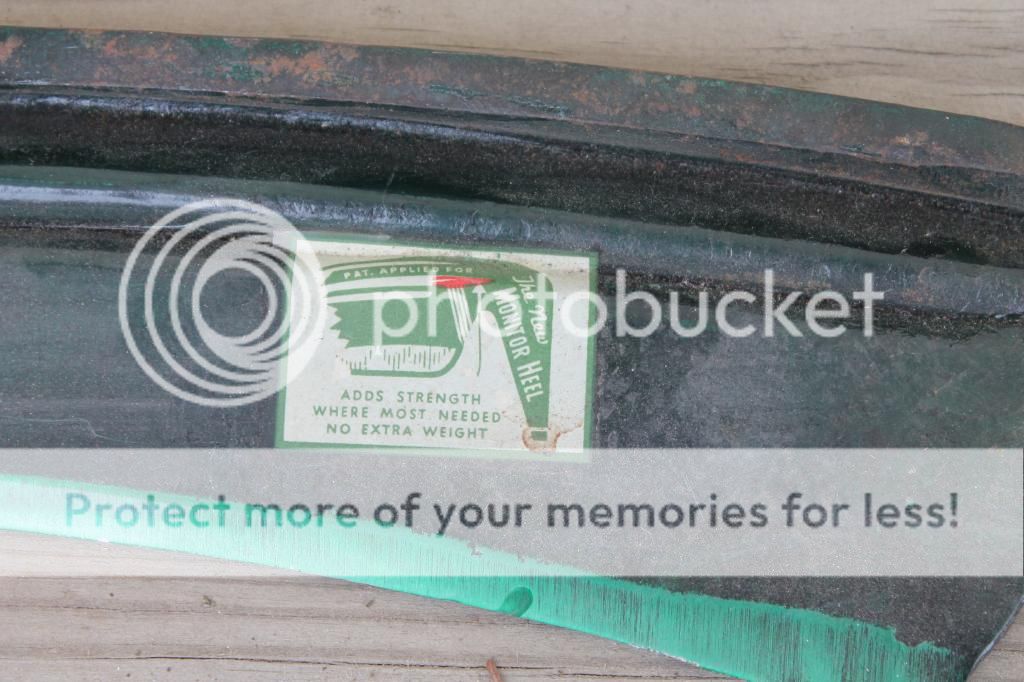 PAT. APPLIED FOR
The New
MONITOR HEEL
photobucket
ADDS STRENGTH
WHERE MOST NEEDED
NO EXTRA WEIGHT
Protect more of your memories for less!